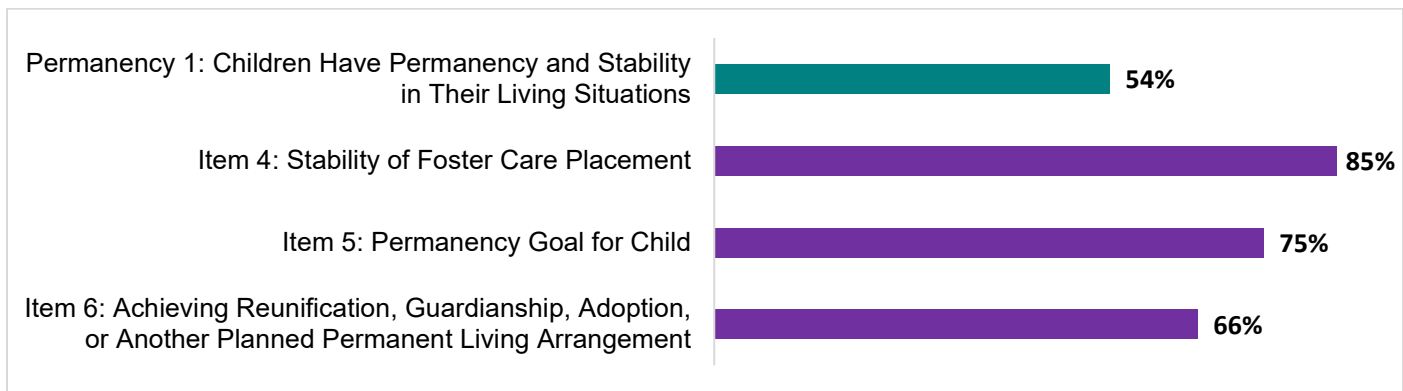 Permanency 1: Children Have Permanency and Stability
in Their Living Situations
54%
Item 4: Stability of Foster Care Placement
85%
Item 5: Permanency Goal for Child
75%
Item 6: Achieving Reunification, Guardianship, Adoption,
or Another Planned Permanent Living Arrangement
66%